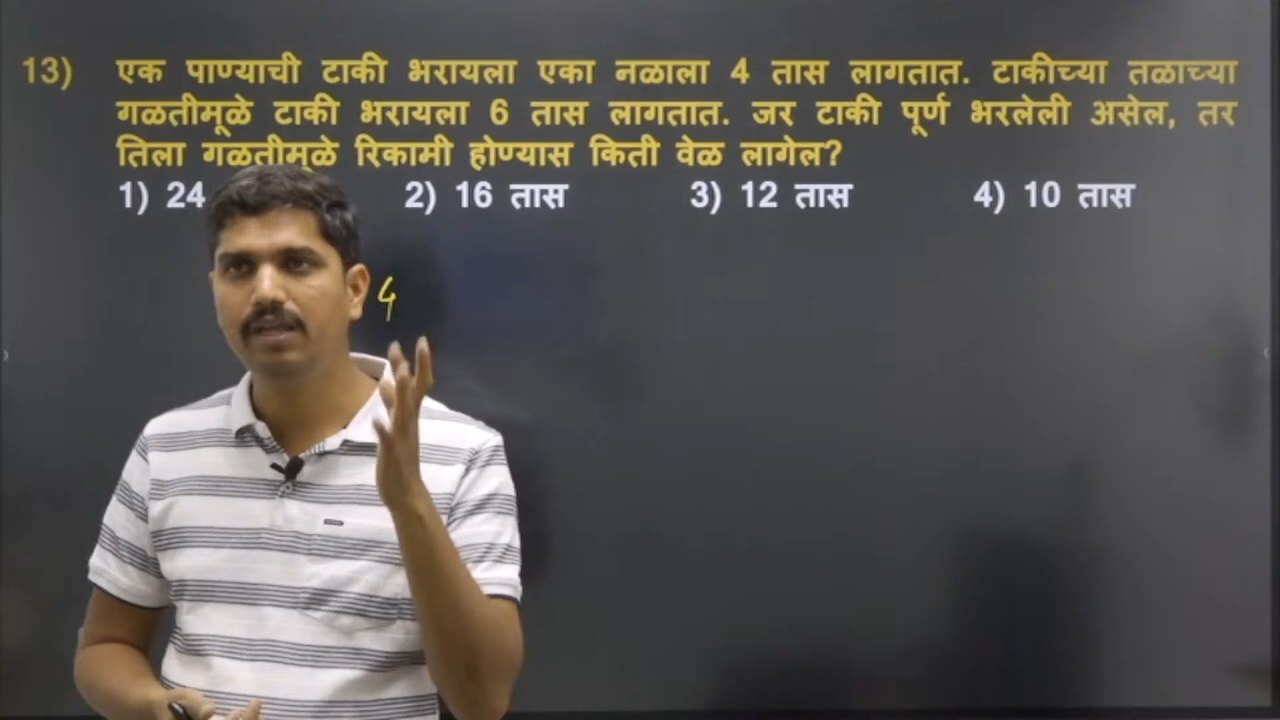 13) एक पाण्याची टाकी भरायला एका नळाला 4 तास लागतात. टाकीच्या तळाच्या
गळतीमूळे टाकी भरायला 6 तास लागतात. जर टाकी पूर्ण भरलेली असेल, तर
तिला गळतीमूळे रिकामी होण्यास किती वेळ लागेल?
1) 24 2) 16 तास 3) 12 तास 4) 10 तास
4